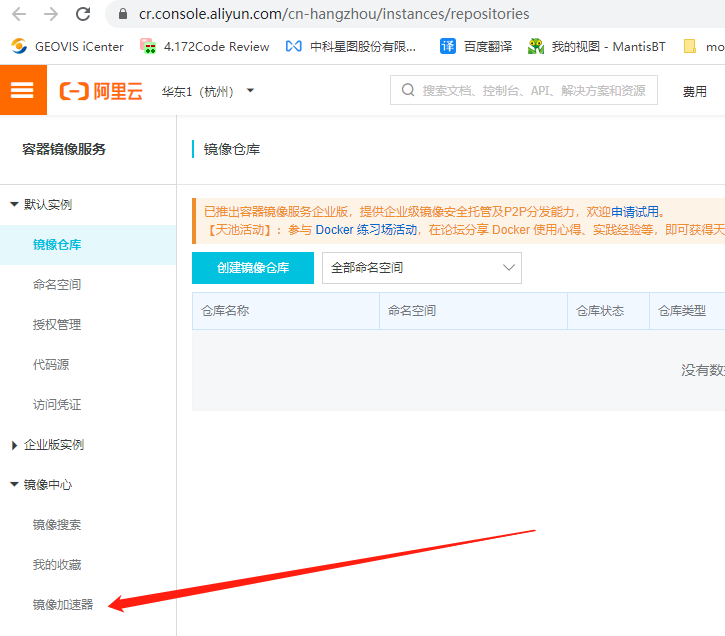 cr.console.aliyun.com/cn-hangzhou/instances/repositories
GEOVIS iCenter 4.172Code Review 中科星图股份有限... 译 百度翻译 我的视图 - MantisBT mo
阿里云 华东1（杭州） 搜索文档、控制台、API、解决方案和资源 费用
容器镜像服务
镜像仓库
默认实例
已推出容器镜像服务企业版，提供企业级镜像安全托管及P2P分发能力，欢迎申请试用。
【天池活动】：参与 Docker 练习场活动，在论坛分享 Docker 使用心得、实践经验等，即可获得天
镜像仓库
创建镜像仓库 全部命名空间
命名空间
仓库名称 命名空间 仓库状态 仓库类型
授权管理
代码源
没有数
访问凭证
企业版实例
镜像中心
镜像搜索
我的收藏
镜像加速器